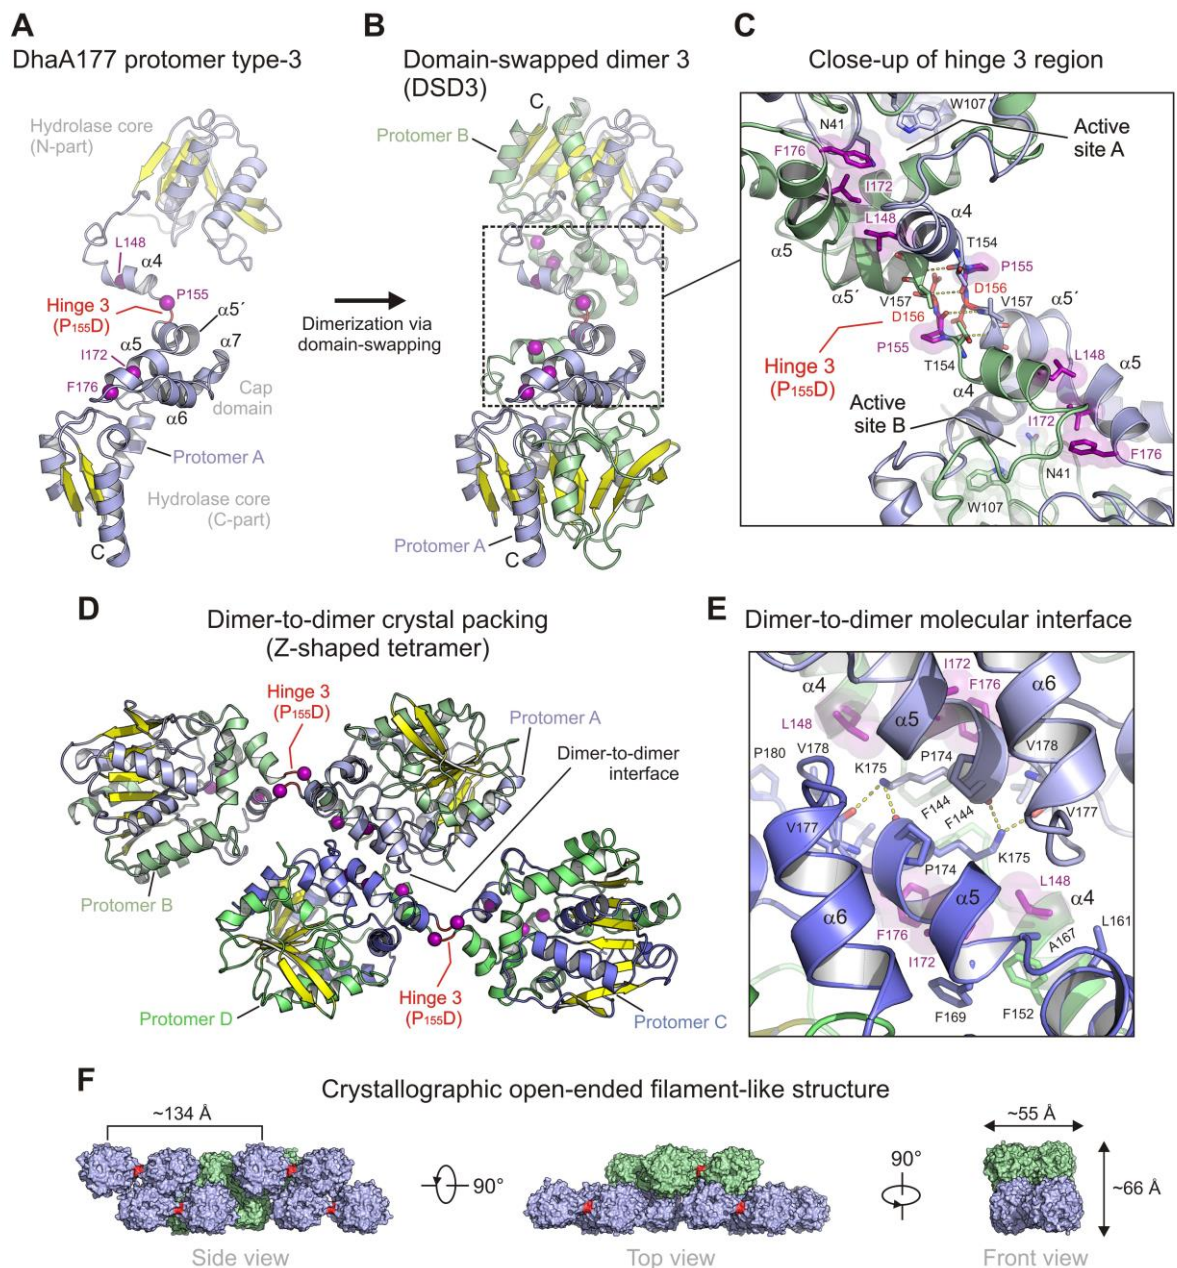 A
DhaA177 protomer type-3
Hydrolase core
(N-part)
L148
α4
P155
Hinge 3
(P155D)
α5´
α7
α5
I172
F176
Cap
domain
α6
Protomer A
Hydrolase core
(C-part)
C
Dimerization via
domain-swapping
B
Domain-swapped dimer 3
(DSD3)
C
Protomer B
Protomer A
C
C
Close-up of hinge 3 region
W107
N41
Active
site A
F176
I172
L148
α4
α5
T154
P155
α5´
D156
V157
V157
α5´
D156
P155
L148
α5
Hinge 3
(P155D)
T154
α4
I172
Active
site B
F176
N41
W107
D
Dimer-to-dimer crystal packing
(Z-shaped tetramer)
Hinge 3
(P155D)
Protomer A
Dimer-to-dimer
interface
Protomer B
Hinge 3
(P155D)
Protomer D
Protomer C
E
Dimer-to-dimer molecular interface
I172
α4
F176
α6
α5
L148
P180
V178
P174
V178
K175
F144
F144
V177
V177
P174
K175
L148
α4
α6
α5
L161
F176
A167
I172
F169
F152
F
Crystallographic open-ended filament-like structure
~134 Å
~55 Å
90°
90°
~66 Å
Side view
Top view
Front view